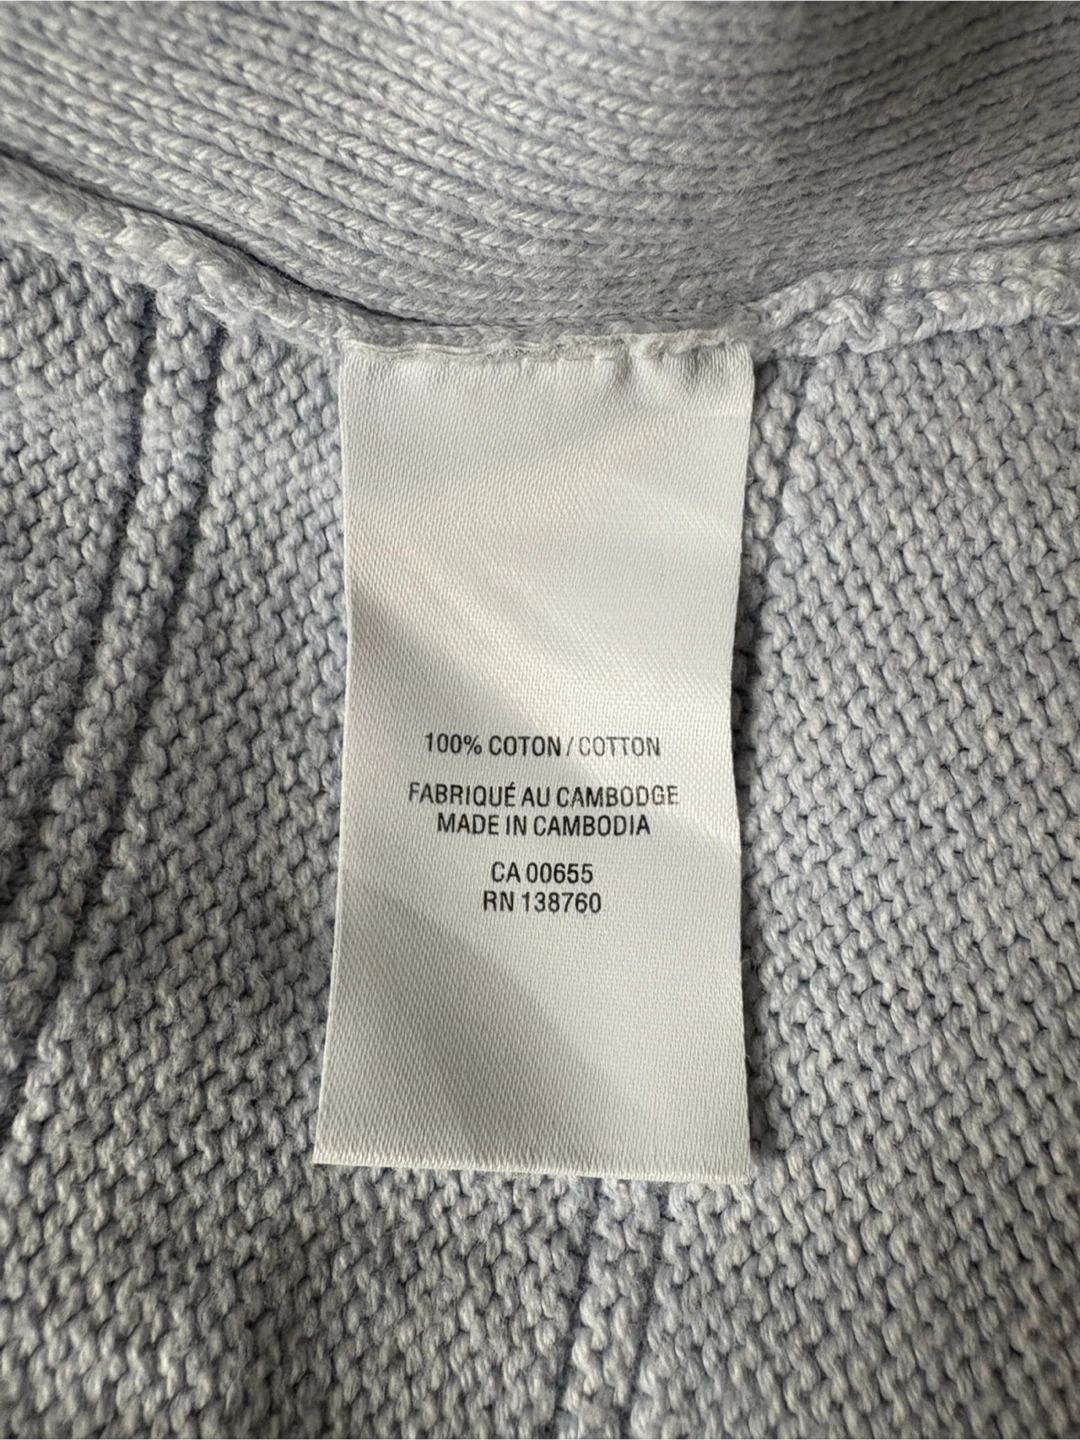 100% COTON / COTTON
FABRIQUÉ AU CAMBODGE
MADE IN CAMBODIA
CA 00655
RN 138760